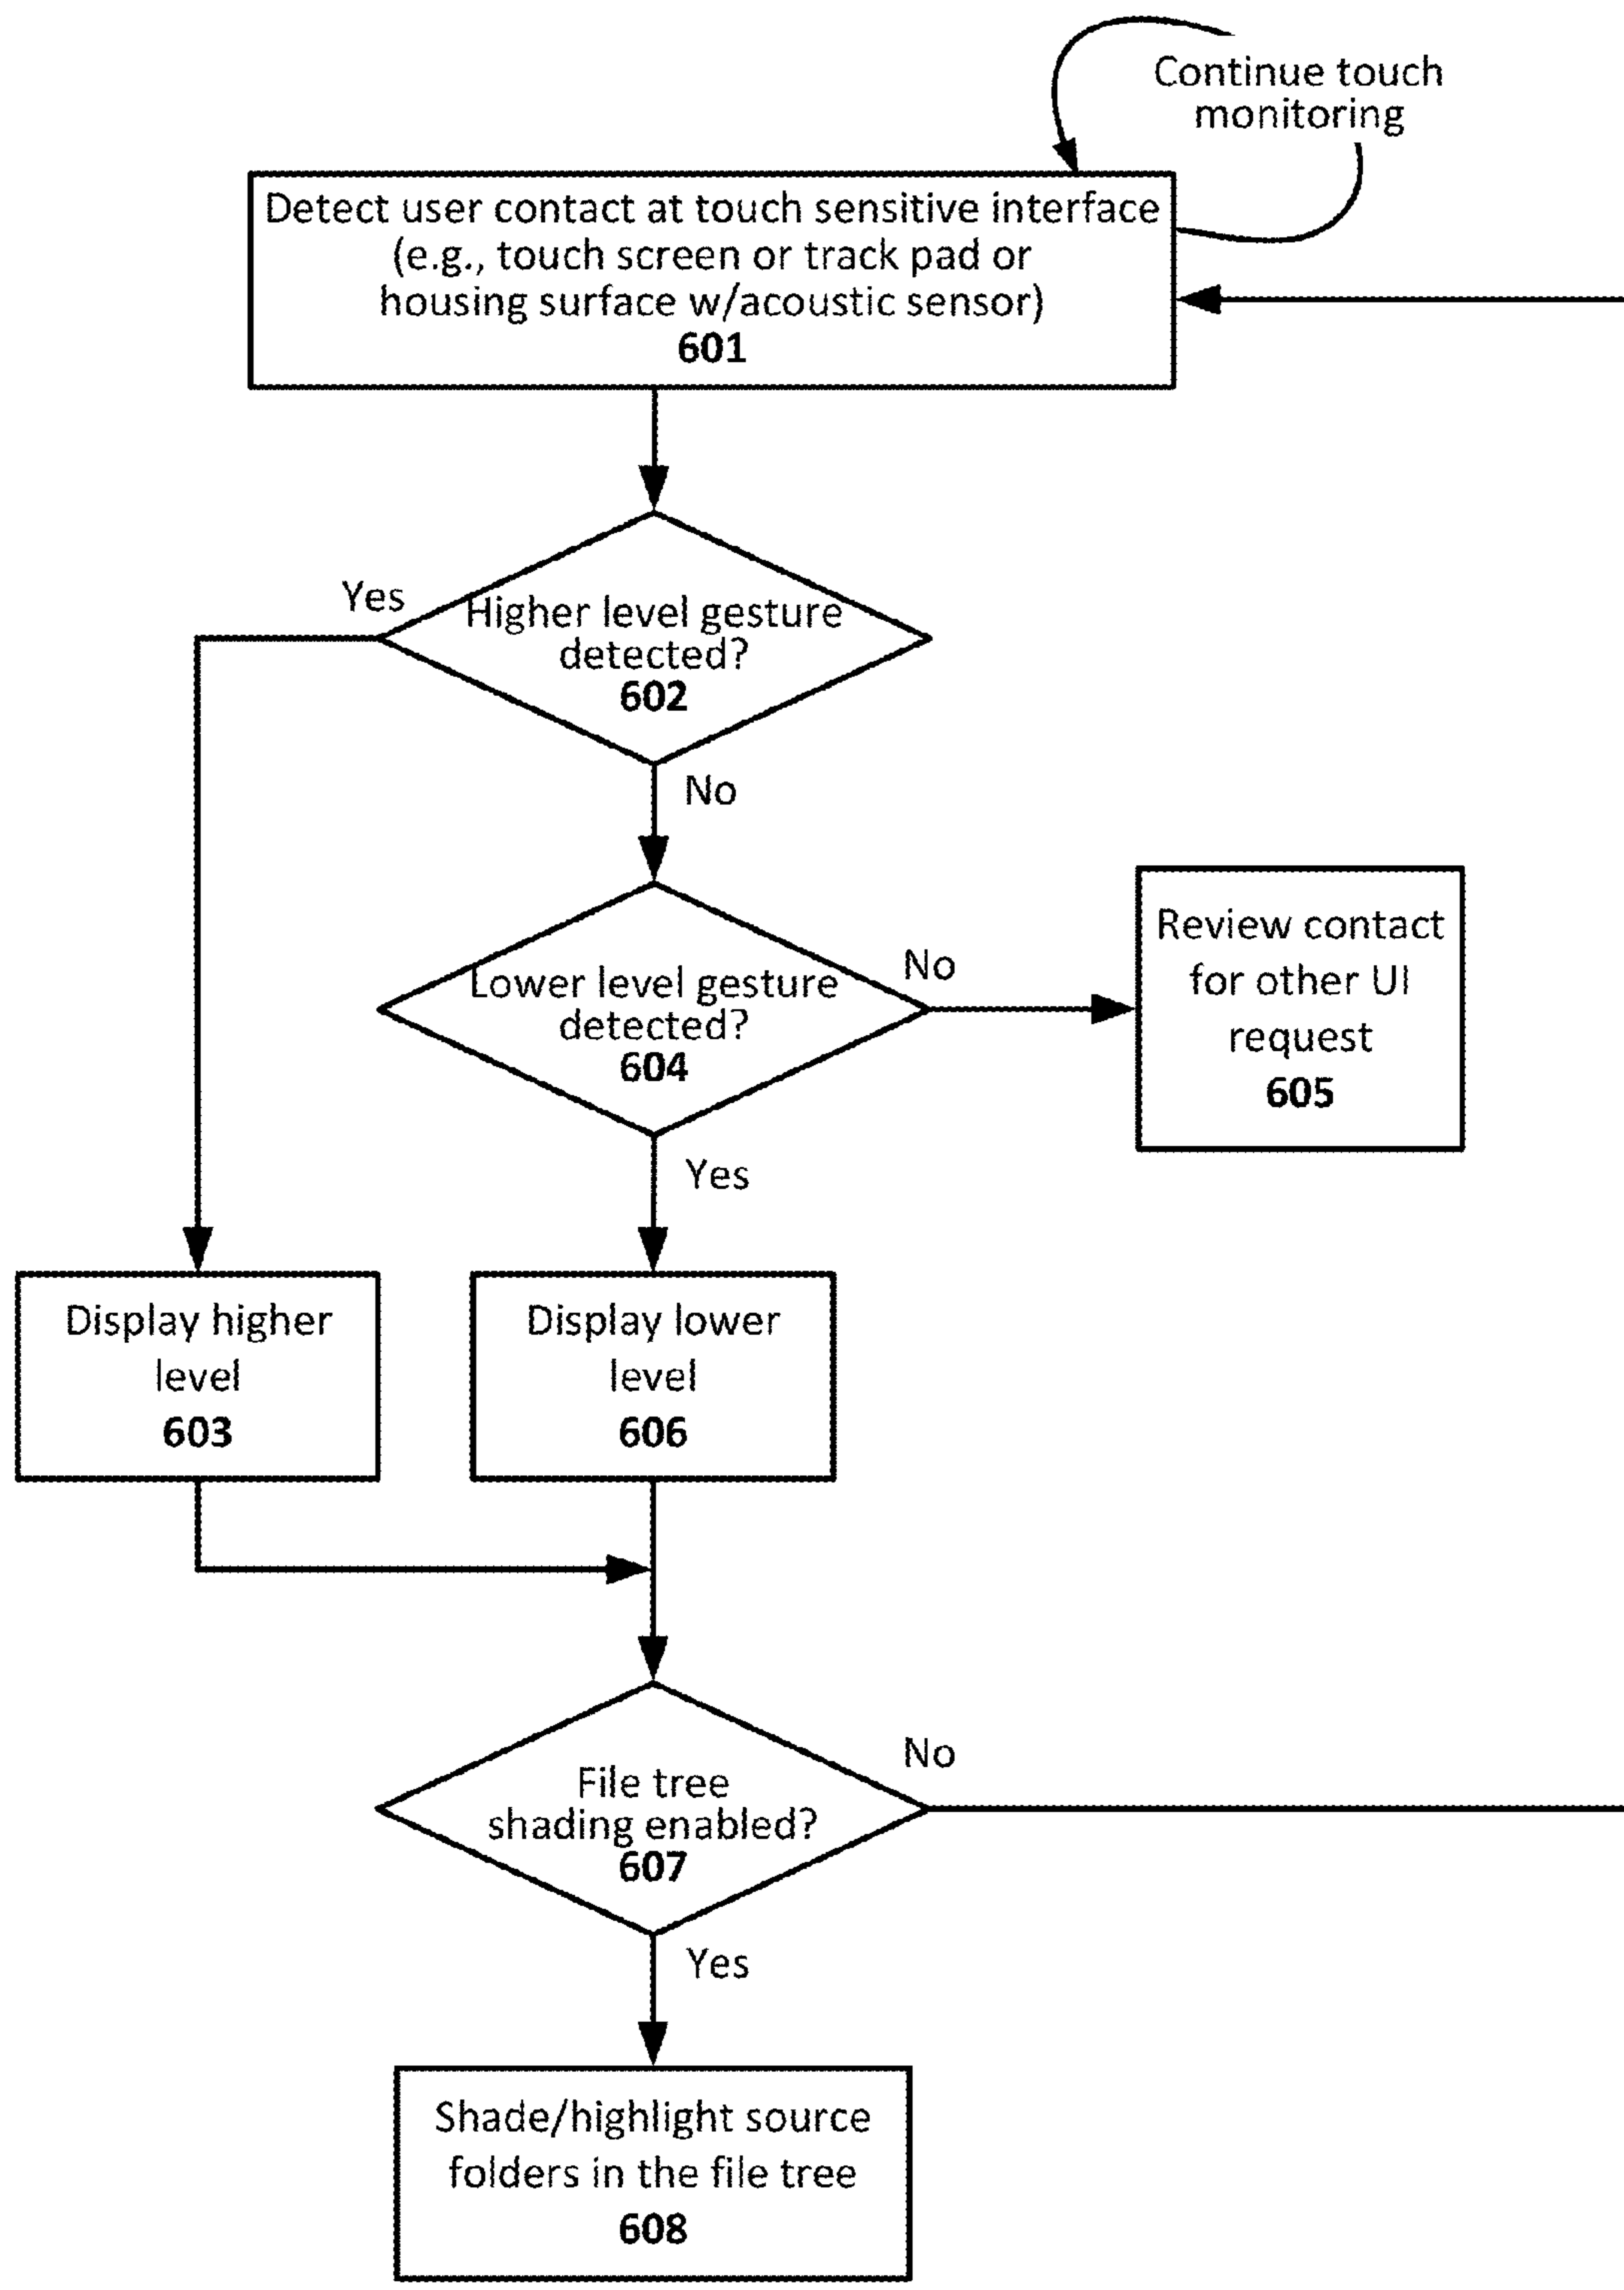 Continue touch
monitoring
Detect user contact at touch sensitive interface
(e.g., touch screen or track pad or
housing surface w/acoustic sensor)
601
Yes
Higher level gesture
detected?
602
No
Lower level gesture
detected?
604
No
Review contact
for other UI
request
605
Yes
Display higher
level
603
Display lower
level
606
File tree
shading enabled?
607
No
Yes
Shade/highlight source
folders in the file tree
608